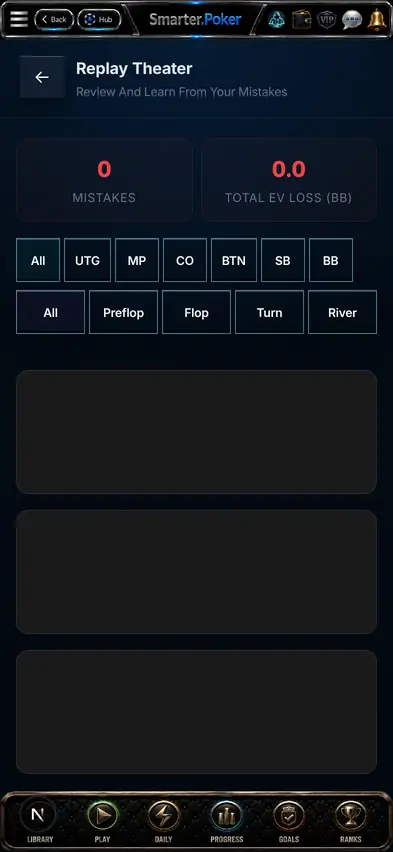 Back
Hub
Smarter.Poker
VIP
Replay Theater
Review And Learn From Your Mistakes
0
MISTAKES
0.0
TOTAL EV LOSS (BB)
All
UTG
MP
CO
BTN
SB
BB
All
Preflop
Flop
Turn
River
N
LIBRARY
PLAY
DAILY
PROGRESS
GOALS
RANKS